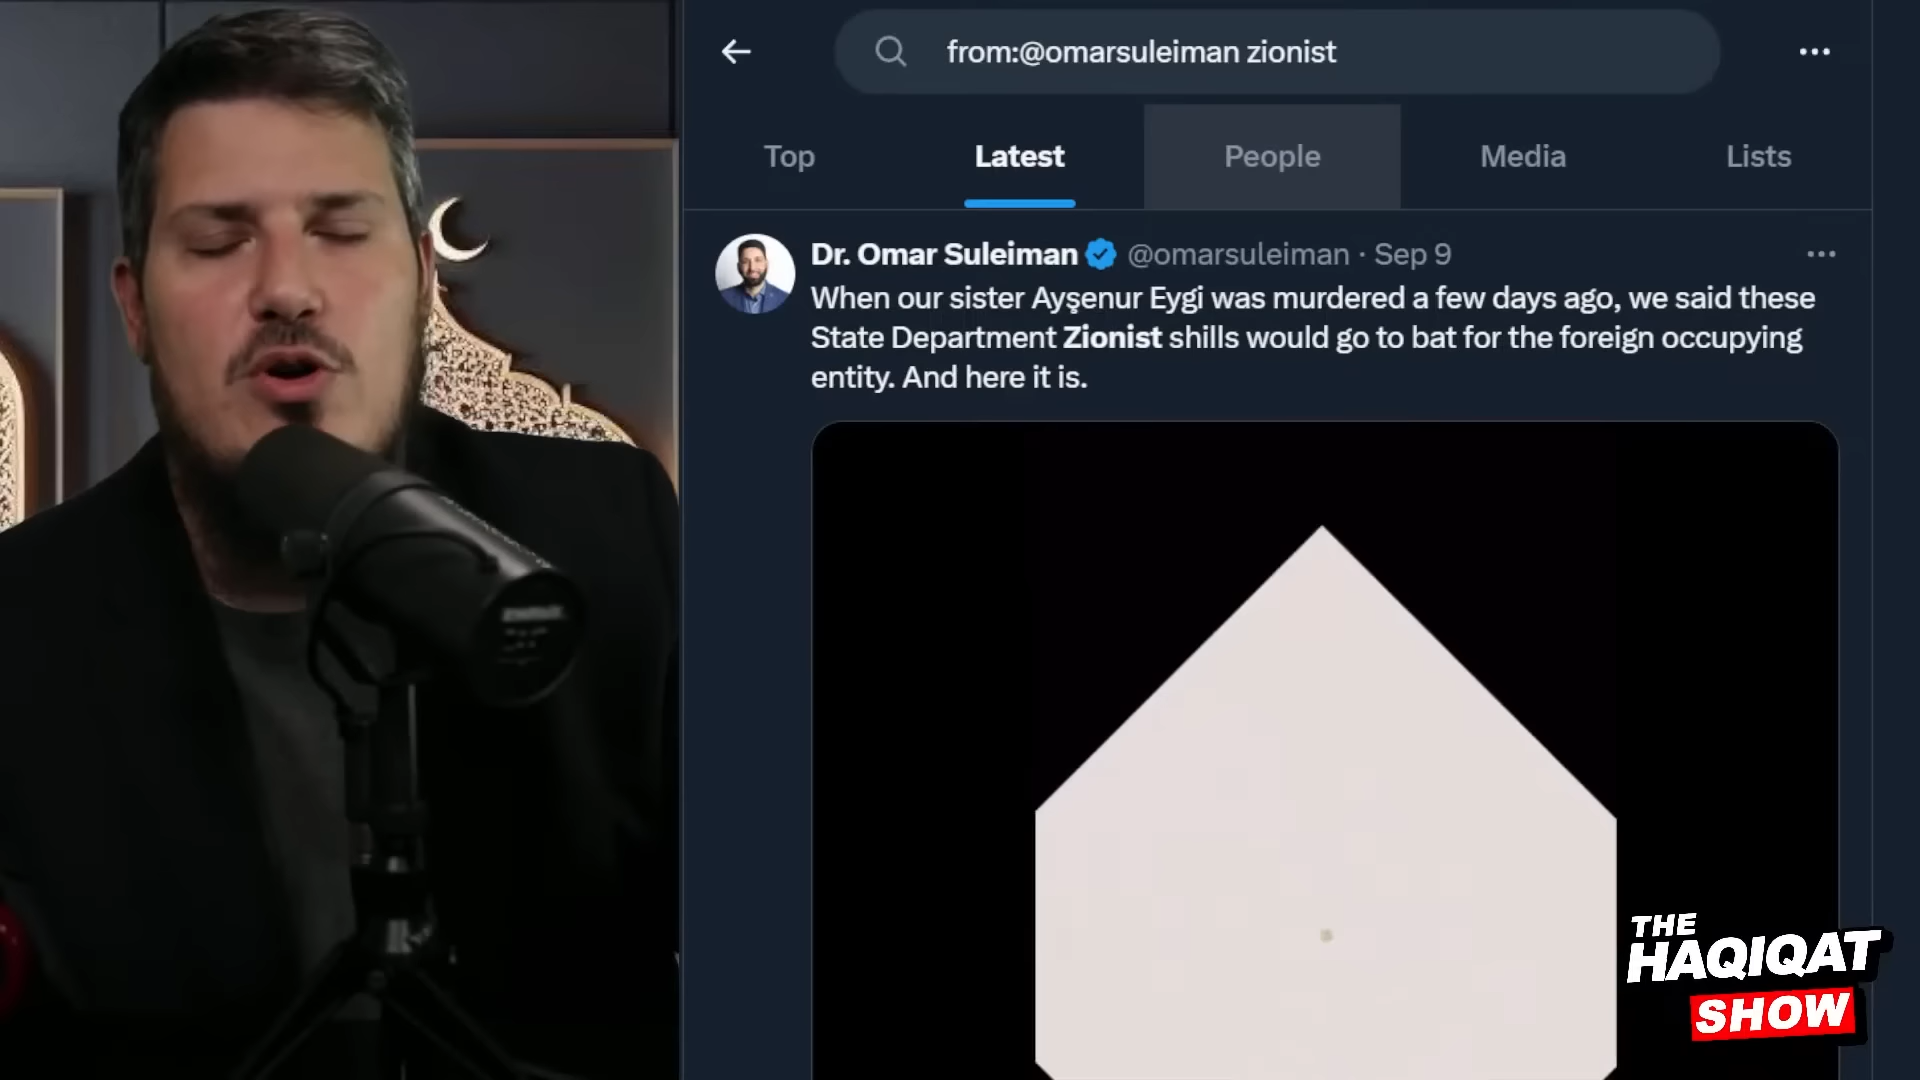 from:@omarsuleiman zionist
Top Latest People Media Lists
Dr. Omar Suleiman @omarsuleiman · Sep 9
When our sister Ayşenur Eygi was murdered a few days ago, we said these
State Department Zionist shills would go to bat for the foreign occupying
entity. And here it is.
THE
HAQIQAT
SHOW